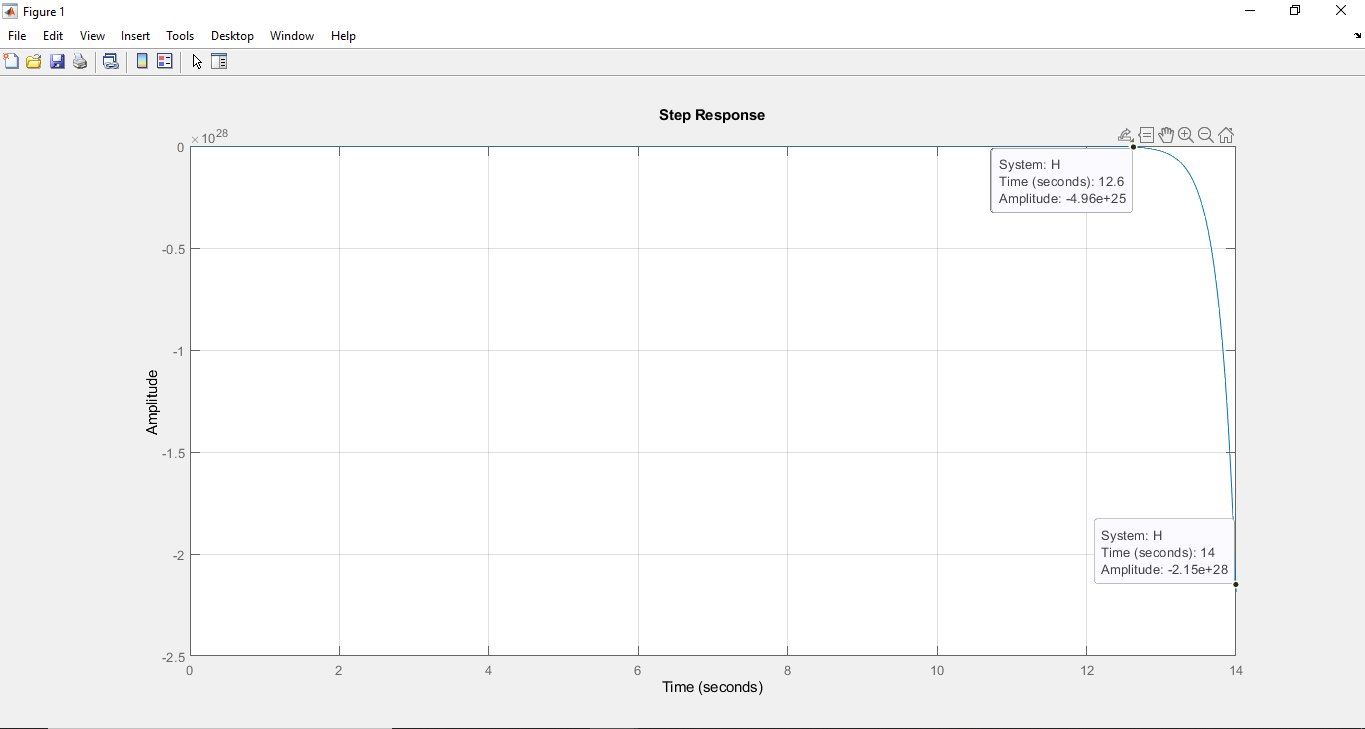 Figure 1
File Edit View Insert Tools Desktop Window Help
Step Response
×10^28
0
-0.5
-1
-1.5
-2
-2.5
Amplitude
System: H
Time (seconds): 12.6
Amplitude: -4.96e+25
System: H
Time (seconds): 14
Amplitude: -2.15e+28
0 2 4 6 8 10 12 14
Time (seconds)